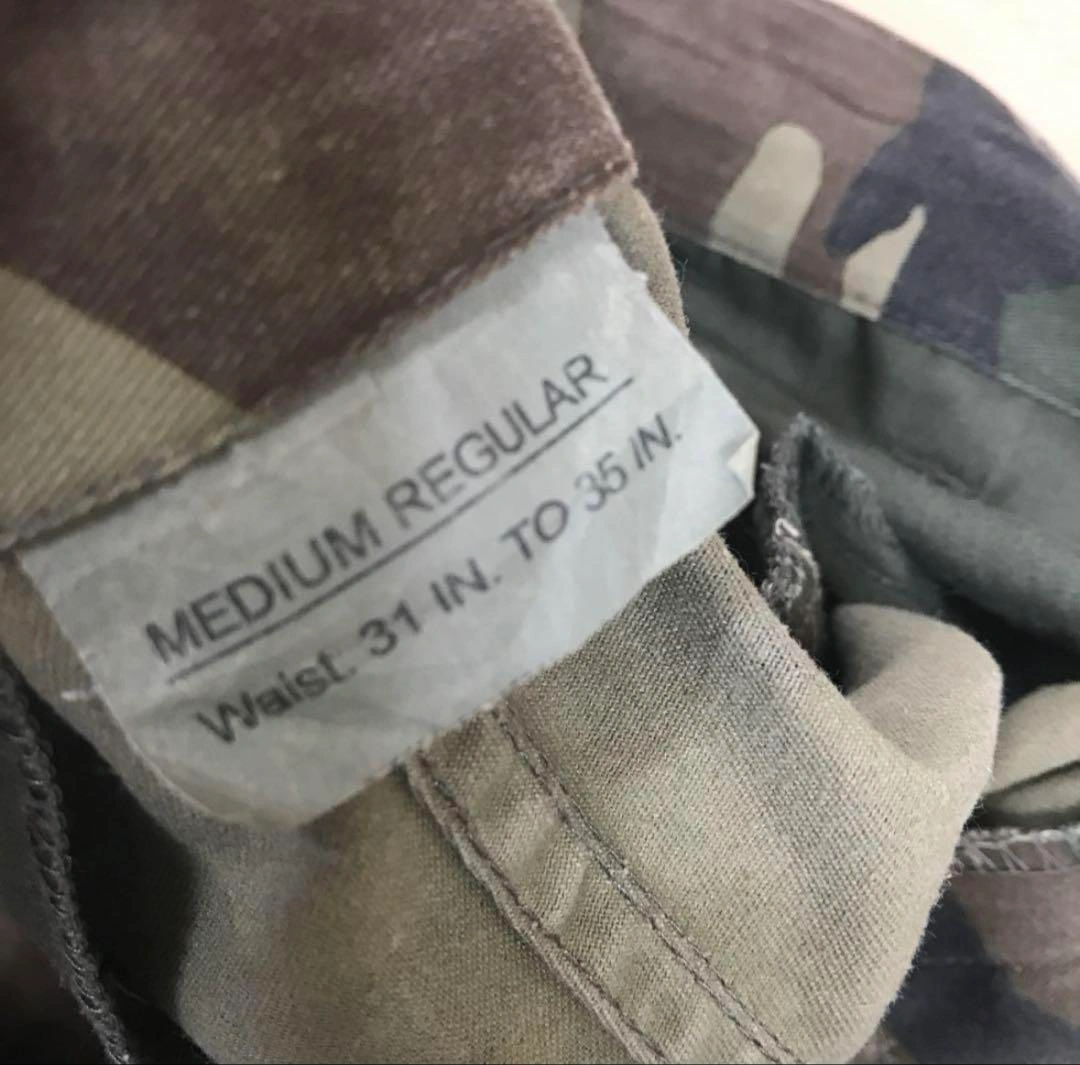 MEDIUM REGULAR
Waist: 31 IN. TO 35 IN.